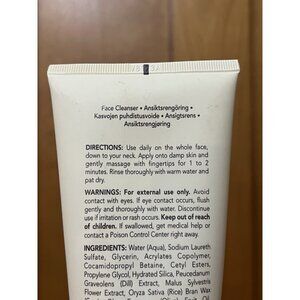 Face Cleanser • Ansiktsrengöring •
Kasvojen puhdistusvoide • Ansigtsrens •
Ansiktsrengjøring
DIRECTIONS: Use daily on the whole face,
down to your neck. Apply onto damp skin and
gently massage with fingertips for 1 to 2
minutes. Rinse thoroughly with warm water and
pat dry.
WARNINGS: For external use only. Avoid
contact with eyes. If eye contact occurs, flush
gently and thoroughly with water. Discontinue
use if irritation or rash occurs. Keep out of reach
of children. If swallowed, get medical help or
contact a Poison Control Center right away.
INGREDIENTS: Water (Aqua), Sodium Laureth
Sulfate, Glycerin, Acrylates Copolymer,
Cocamidopropyl Betaine, Cetyl Esters,
Propylene Glycol, Hydrated Silica, Peucedanum
Graveolens (Dill) Extract, Malus Sylvestris
Flower Extract, Oryza Sativa (Rice) Bran Wax